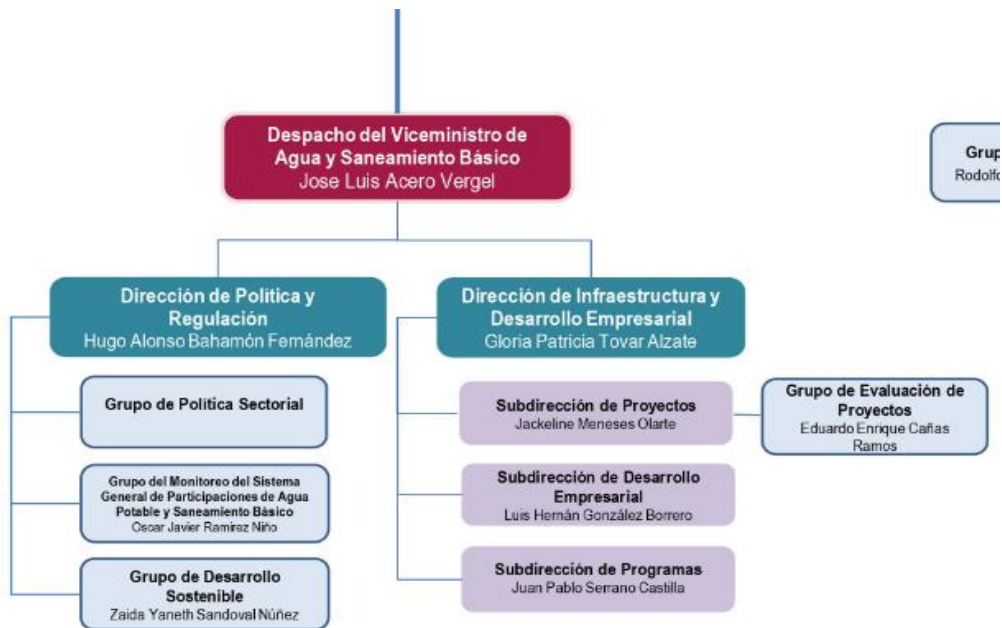 Despacho del Viceministro de
Agua y Saneamiento Básico
Jose Luis Acero Vergel
Grup
Rodolfo
Dirección de Política y
Regulación
Hugo Alonso Bahamón Fernández
Dirección de Infraestructura y
Desarrollo Empresarial
Gloria Patricia Tovar Alzate
Grupo de Política Sectorial
Subdirección de Proyectos
Jackeline Meneses Olarte
Grupo de Evaluación de
Proyectos
Eduardo Enrique Cañas
Ramos
Grupo del Monitoreo del Sistema
General de Participaciones de Agua
Potable y Saneamiento Básico
Oscar Javier Ramírez Niño
Subdirección de Desarrollo
Empresarial
Luis Hernán González Borrero
Grupo de Desarrollo
Sostenible
Zaida Yaneth Sandoval Núñez
Subdirección de Programas
Juan Pablo Serrano Castilla